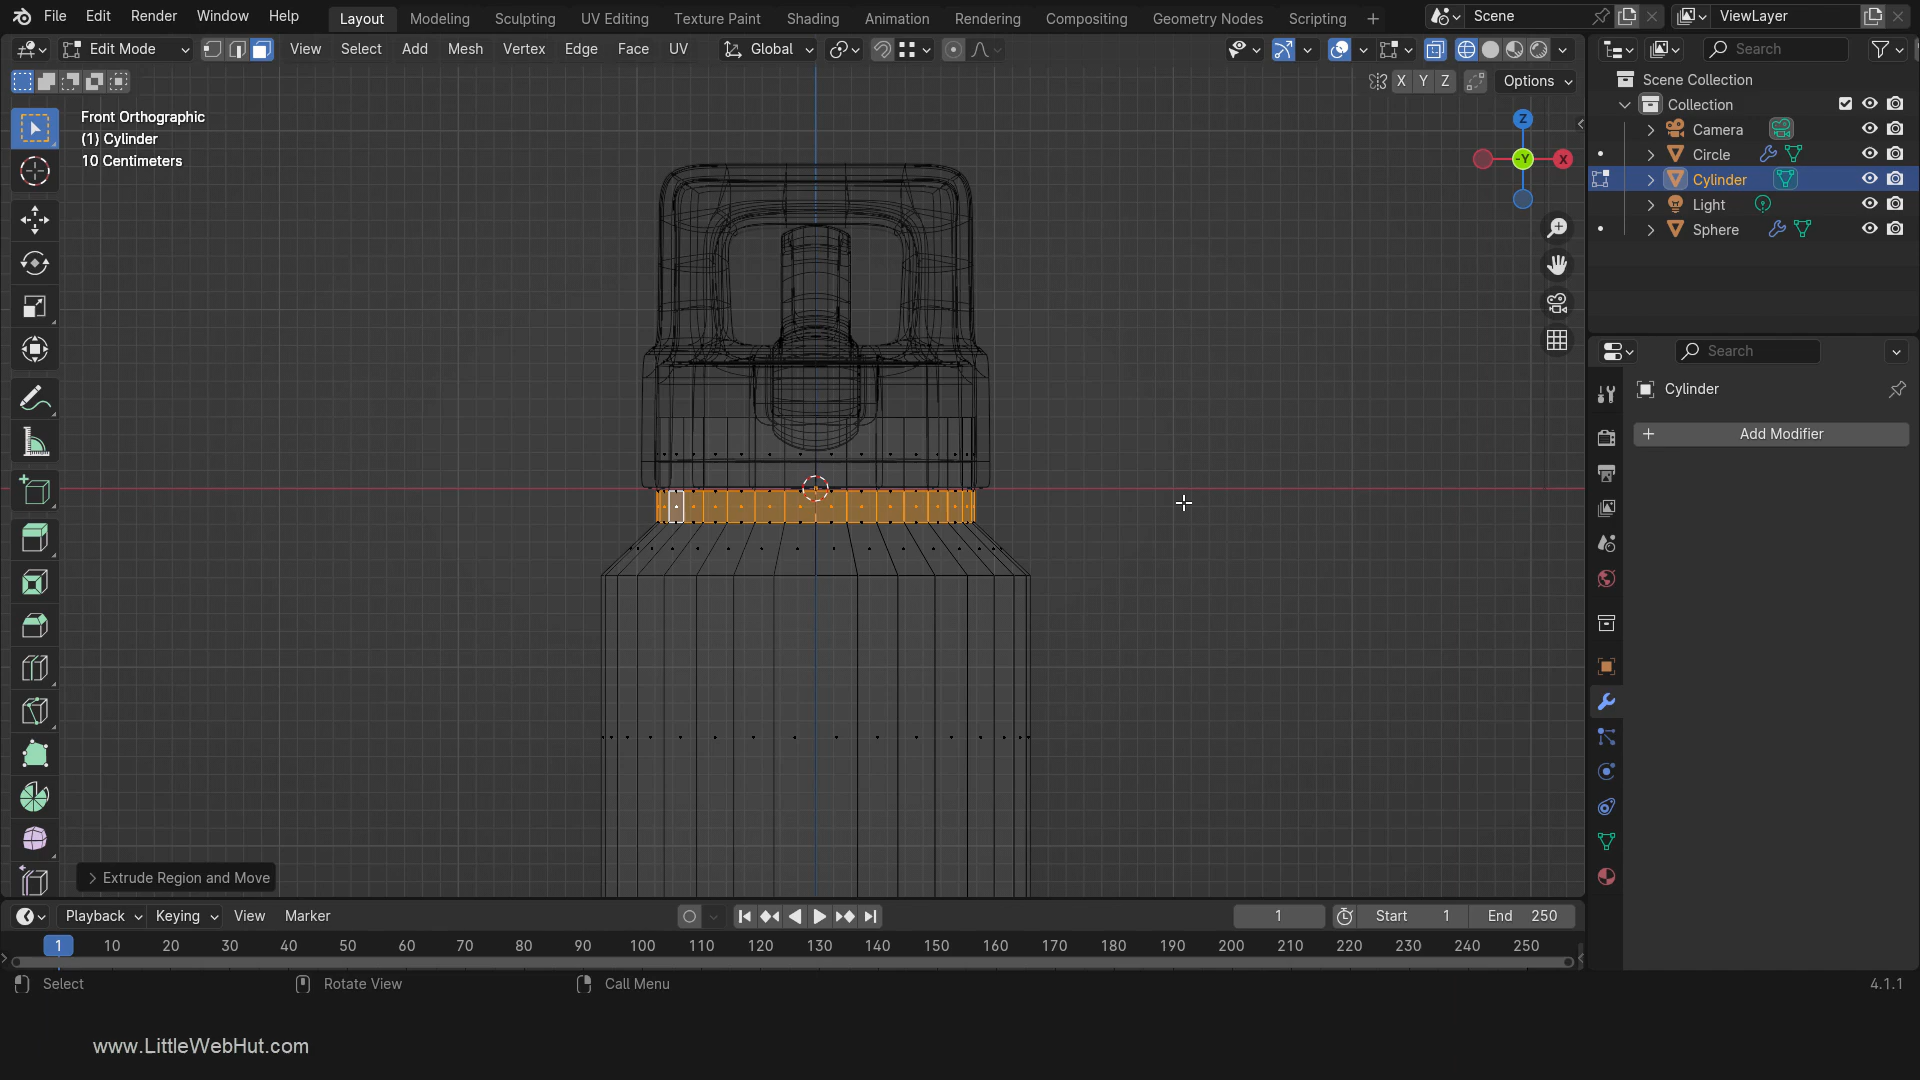 File Edit Render Window Help Layout Modeling Sculpting UV Editing Texture Paint Shading Animation Rendering Compositing Geometry Nodes Scripting + Scene ViewLayer
Edit Mode View Select Add Mesh Vertex Edge Face UV Global Search
X Y Z Options
Scene Collection
Collection
Camera
Circle
Cylinder
Light
Sphere
Front Orthographic
(1) Cylinder
10 Centimeters
Z
-Y
X
Search
Cylinder
+ Add Modifier
> Extrude Region and Move
Playback Keying View Marker 1 Start 1 End 250
1 10 20 30 40 50 60 70 80 90 100 110 120 130 140 150 160 170 180 190 200 210 220 230 240 250
Select Rotate View Call Menu 4.1.1
www.LittleWebHut.com